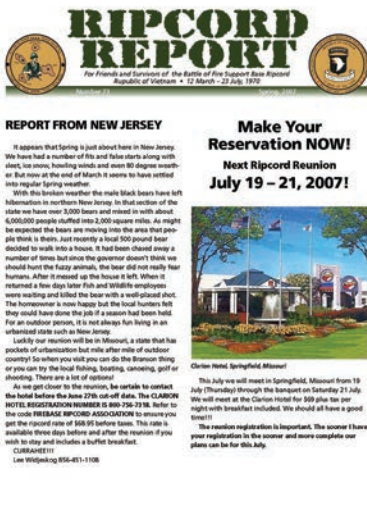 RIPCORD
REPORT
For Friends and Survivors of the Battle of Fire Support Base Ripcord
Rupublic of Vietnam • 12 March – 23 July, 1970
Number 23
Spring, 2007
REPORT FROM NEW JERSEY
It appears that Spring is just about here in New Jersey.
We have had a number of fits and false starts along with
sleet, ice snow, howling winds and even 80 degree weath-
er. But now at the end of March it seems to have settled
into regular Spring weather.
With this broken weather the male black bears have left
hibernation in northern New Jersey. In that section of the
state we have over 3,000 bears and mixed in with about
6,000,000 people stuffed into 2,000 square miles. As might
be expected the bears are moving into the area that peo-
ple think is theirs. Just recently a local 500 pound bear
decided to walk into a house. It had been chased away a
number of times but since the governor doesn't think we
should hunt the fuzzy animals, the bear did not really fear
humans. After it messed up the house it left. When it
returned a few days later Fish and Wildlife employees
were waiting and killed the bear with a well-placed shot.
The homeowner is now happy but the local hunters felt
they could have done the job if a season had been held.
For an outdoor person, it is not always fun living in an
urbanized state such as New Jersey.
Luckily our reunion will be in Missouri, a state that has
pockets of urbanization but mile after mile of outdoor
country! So when you visit you can do the Branson thing
or you can try the local fishing, boating, canoeing, golf or
shooting. There are a lot of options!
As we get closer to the reunion, be certain to contact
the hotel before the June 27th cut-off date. The CLARION
HOTEL REGISTRATION NUMBER IS 800-756-7318. Refer to
the code FIREBASE RIPCORD ASSOCIATION to ensure you
get the ripcord rate of $68.95 before taxes. This rate is
available three days before and after the reunion if you
wish to stay and includes a buffet breakfast.
CURRAHEE!!!
Lee Widjeskog 856-451-1108
Make Your
Reservation NOW!
Next Ripcord Reunion
July 19 – 21, 2007!
Clarion Hotel, Springfield, Missouri
This July we will meet in Springfield, Missouri from 19
July (Thursday) through the banquet on Saturday 21 July.
We will meet at the Clarion Hotel for $69 plus tax per
night with breakfast included. We should all have a good
time!!!
The reunion registration is important. The sooner I have
your registration in the sooner and more complete our
plans can be for this July.